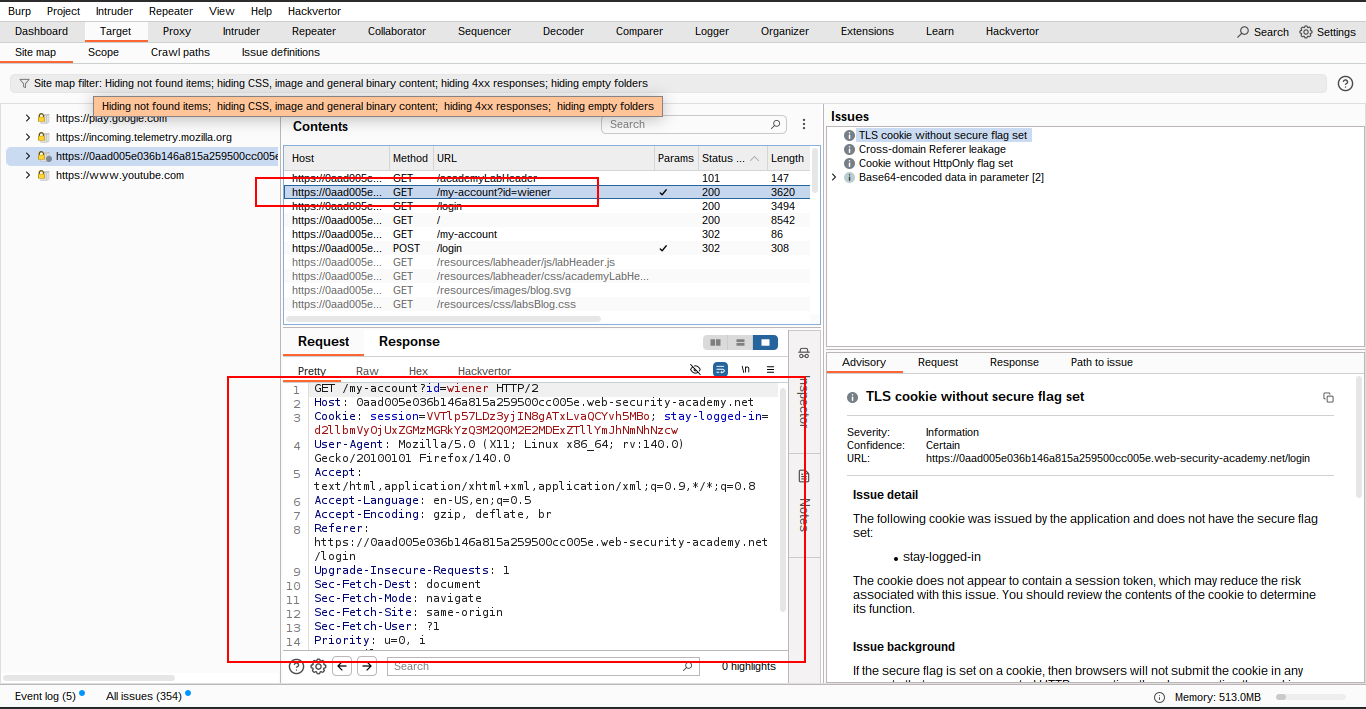 Burp Project Intruder Repeater View Help Hackvertor
Dashboard Target Proxy Intruder Repeater Collaborator Sequencer Decoder Comparer Logger Organizer Extensions Learn Hackvertor Search Settings
Site map Scope Crawl paths Issue definitions
Site map filter: Hiding not found items; hiding CSS, image and general binary content; hiding 4xx responses; hiding empty folders
Hiding not found items; hiding CSS, image and general binary content; hiding 4xx responses; hiding empty folders
https://play.google.com
https://incoming.telemetry.mozilla.org
https://0aad005e036b146a815a259500cc005e
https://www.youtube.com
Contents
Search
Host Method URL Params Status ... Length
https://0aad005e... GET /academyLabHeader 101 147
https://0aad005e... GET /my-account?id=wiener ✓ 200 3620
https://0aad005e... GET /login 200 3494
https://0aad005e... GET / 200 8542
https://0aad005e... GET /my-account 302 86
https://0aad005e... POST /login ✓ 302 308
https://0aad005e... GET /resources/labheader/js/labHeader.js
https://0aad005e... GET /resources/labheader/css/academyLabHe...
https://0aad005e... GET /resources/images/blog.svg
https://0aad005e... GET /resources/css/labsBlog.css
Request Response
Pretty Raw Hex Hackvertor \n
1 GET /my-account?id=wiener HTTP/2
2 Host: 0aad005e036b146a815a259500cc005e.web-security-academy.net
3 Cookie: session=VVTlp57LDz3yjIN8gATxLvaQCYvh5MBo; stay-logged-in=
d2llbmVyOjUxZGMzMGRkYzQ3M2Q0M2E2MDExZTllYmJhNmNhNzcw
4 User-Agent: Mozilla/5.0 (X11; Linux x86_64; rv:140.0)
Gecko/20100101 Firefox/140.0
5 Accept:
text/html,application/xhtml+xml,application/xml;q=0.9,*/*;q=0.8
6 Accept-Language: en-US,en;q=0.5
7 Accept-Encoding: gzip, deflate, br
8 Referer:
https://0aad005e036b146a815a259500cc005e.web-security-academy.net
/login
9 Upgrade-Insecure-Requests: 1
10 Sec-Fetch-Dest: document
11 Sec-Fetch-Mode: navigate
12 Sec-Fetch-Site: same-origin
13 Sec-Fetch-User: ?1
14 Priority: u=0, i
Search
0 highlights
Inspector
Notes
Issues
TLS cookie without secure flag set
Cross-domain Referer leakage
Cookie without HttpOnly flag set
Base64-encoded data in parameter [2]
Advisory Request Response Path to issue
TLS cookie without secure flag set
Severity: Information
Confidence: Certain
URL: https://0aad005e036b146a815a259500cc005e.web-security-academy.net/login
Issue detail
The following cookie was issued by the application and does not have the secure flag
set:
• stay-logged-in
The cookie does not appear to contain a session token, which may reduce the risk
associated with this issue. You should review the contents of the cookie to determine
its function.
Issue background
If the secure flag is set on a cookie, then browsers will not submit the cookie in any
Event log (5) All issues (354) Memory: 513.0MB